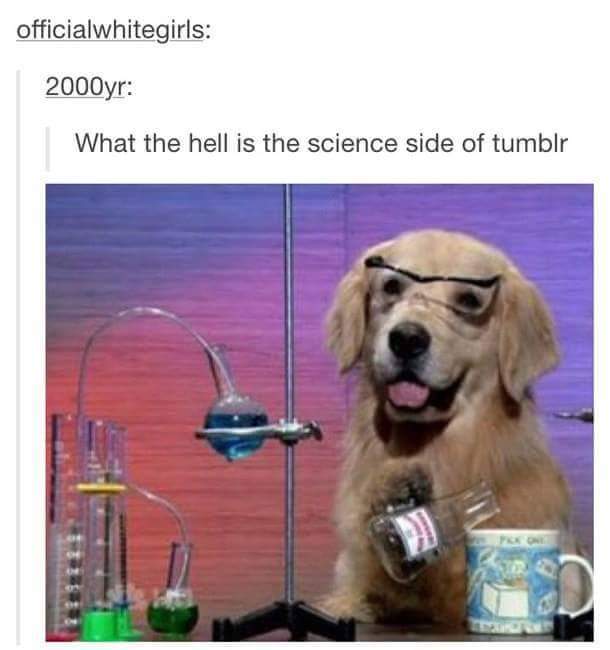 officialwhitegirls:
2000yr:
What the hell is the science side of tumblr